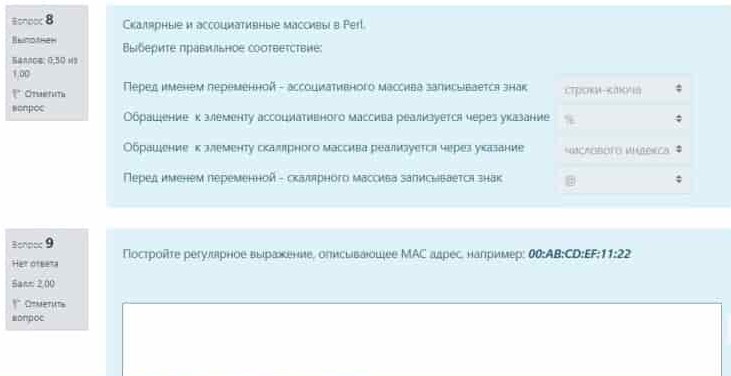 Вопрос 8
Выполнен
Баллов: 0,50 из
1,00
Отметить
вопрос
Скалярные и ассоциативные массивы в Perl.
Выберите правильное соответствие:
Перед именем переменной - ассоциативного массива записывается знак
строки-ключа
Обращение к элементу ассоциативного массива реализуется через указание
%
Обращение к элементу скалярного массива реализуется через указание
числового индекса
Перед именем переменной - скалярного массива записывается знак
@
Вопрос 9
Нет ответа
Балл: 2,00
Отметить
вопрос
Постройте регулярное выражение, описывающее MAC адрес, например: 00:AB:CD:EF:11:22